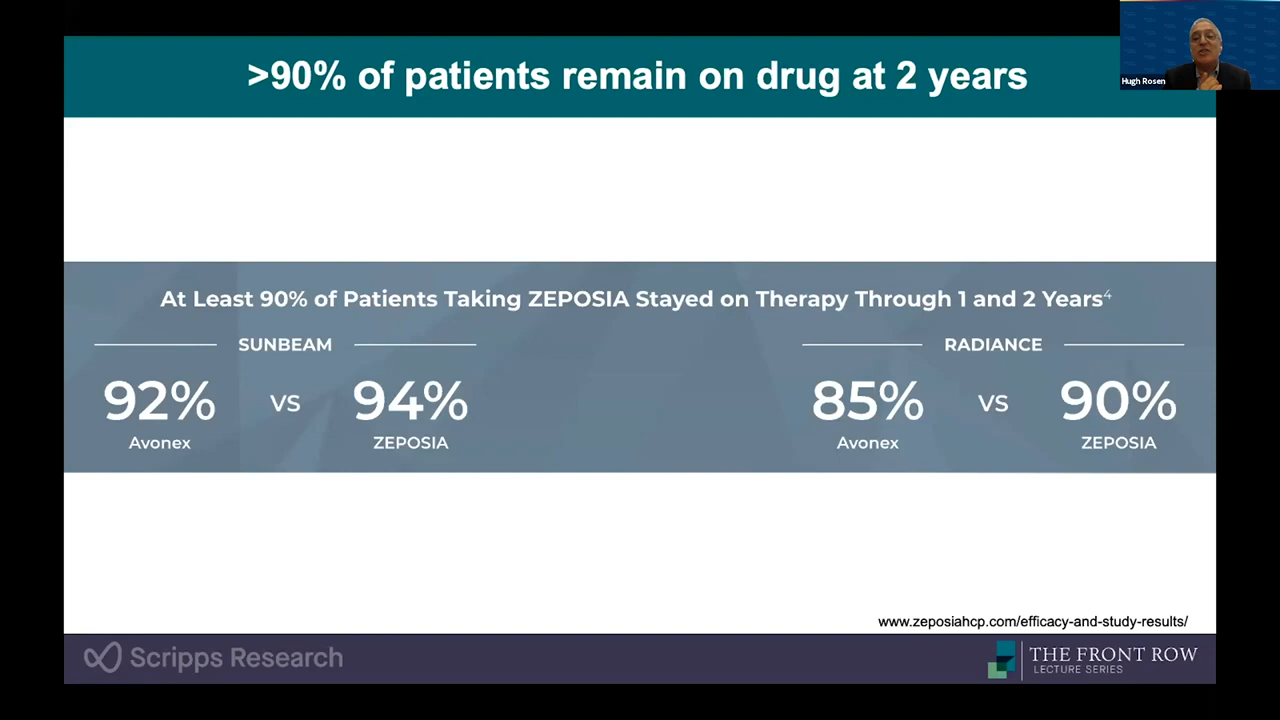 >90% of patients remain on drug at 2 years
Hugh Rosen
At Least 90% of Patients Taking ZEPOSIA Stayed on Therapy Through 1 and 2 Years⁴
SUNBEAM
92% VS 94%
Avonex ZEPOSIA
RADIANCE
85% VS 90%
Avonex ZEPOSIA
www.zeposiahcp.com/efficacy-and-study-results/
Scripps Research
THE FRONT ROW
LECTURE SERIES